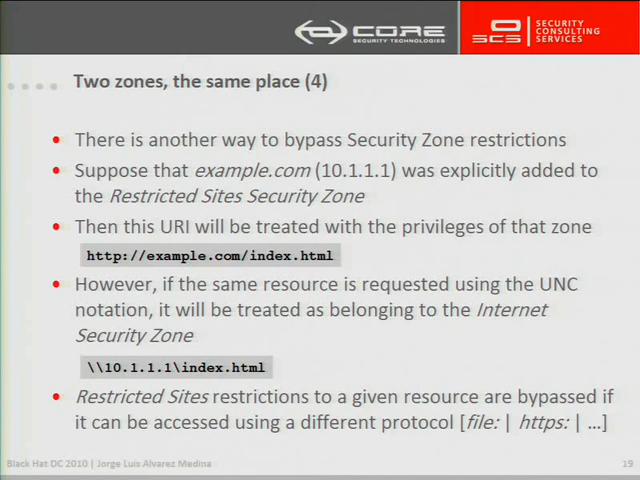 CORE
SECURITY TECHNOLOGIES
SCS
SECURITY
CONSULTING
SERVICES
Two zones, the same place (4)
• There is another way to bypass Security Zone restrictions
• Suppose that example.com (10.1.1.1) was explicitly added to
the Restricted Sites Security Zone
• Then this URI will be treated with the privileges of that zone
http://example.com/index.html
• However, if the same resource is requested using the UNC
notation, it will be treated as belonging to the Internet
Security Zone
\\10.1.1.1\index.html
• Restricted Sites restrictions to a given resource are bypassed if
it can be accessed using a different protocol [file: | https: | …]
Black Hat DC 2010 | Jorge Luis Alvarez Medina
19